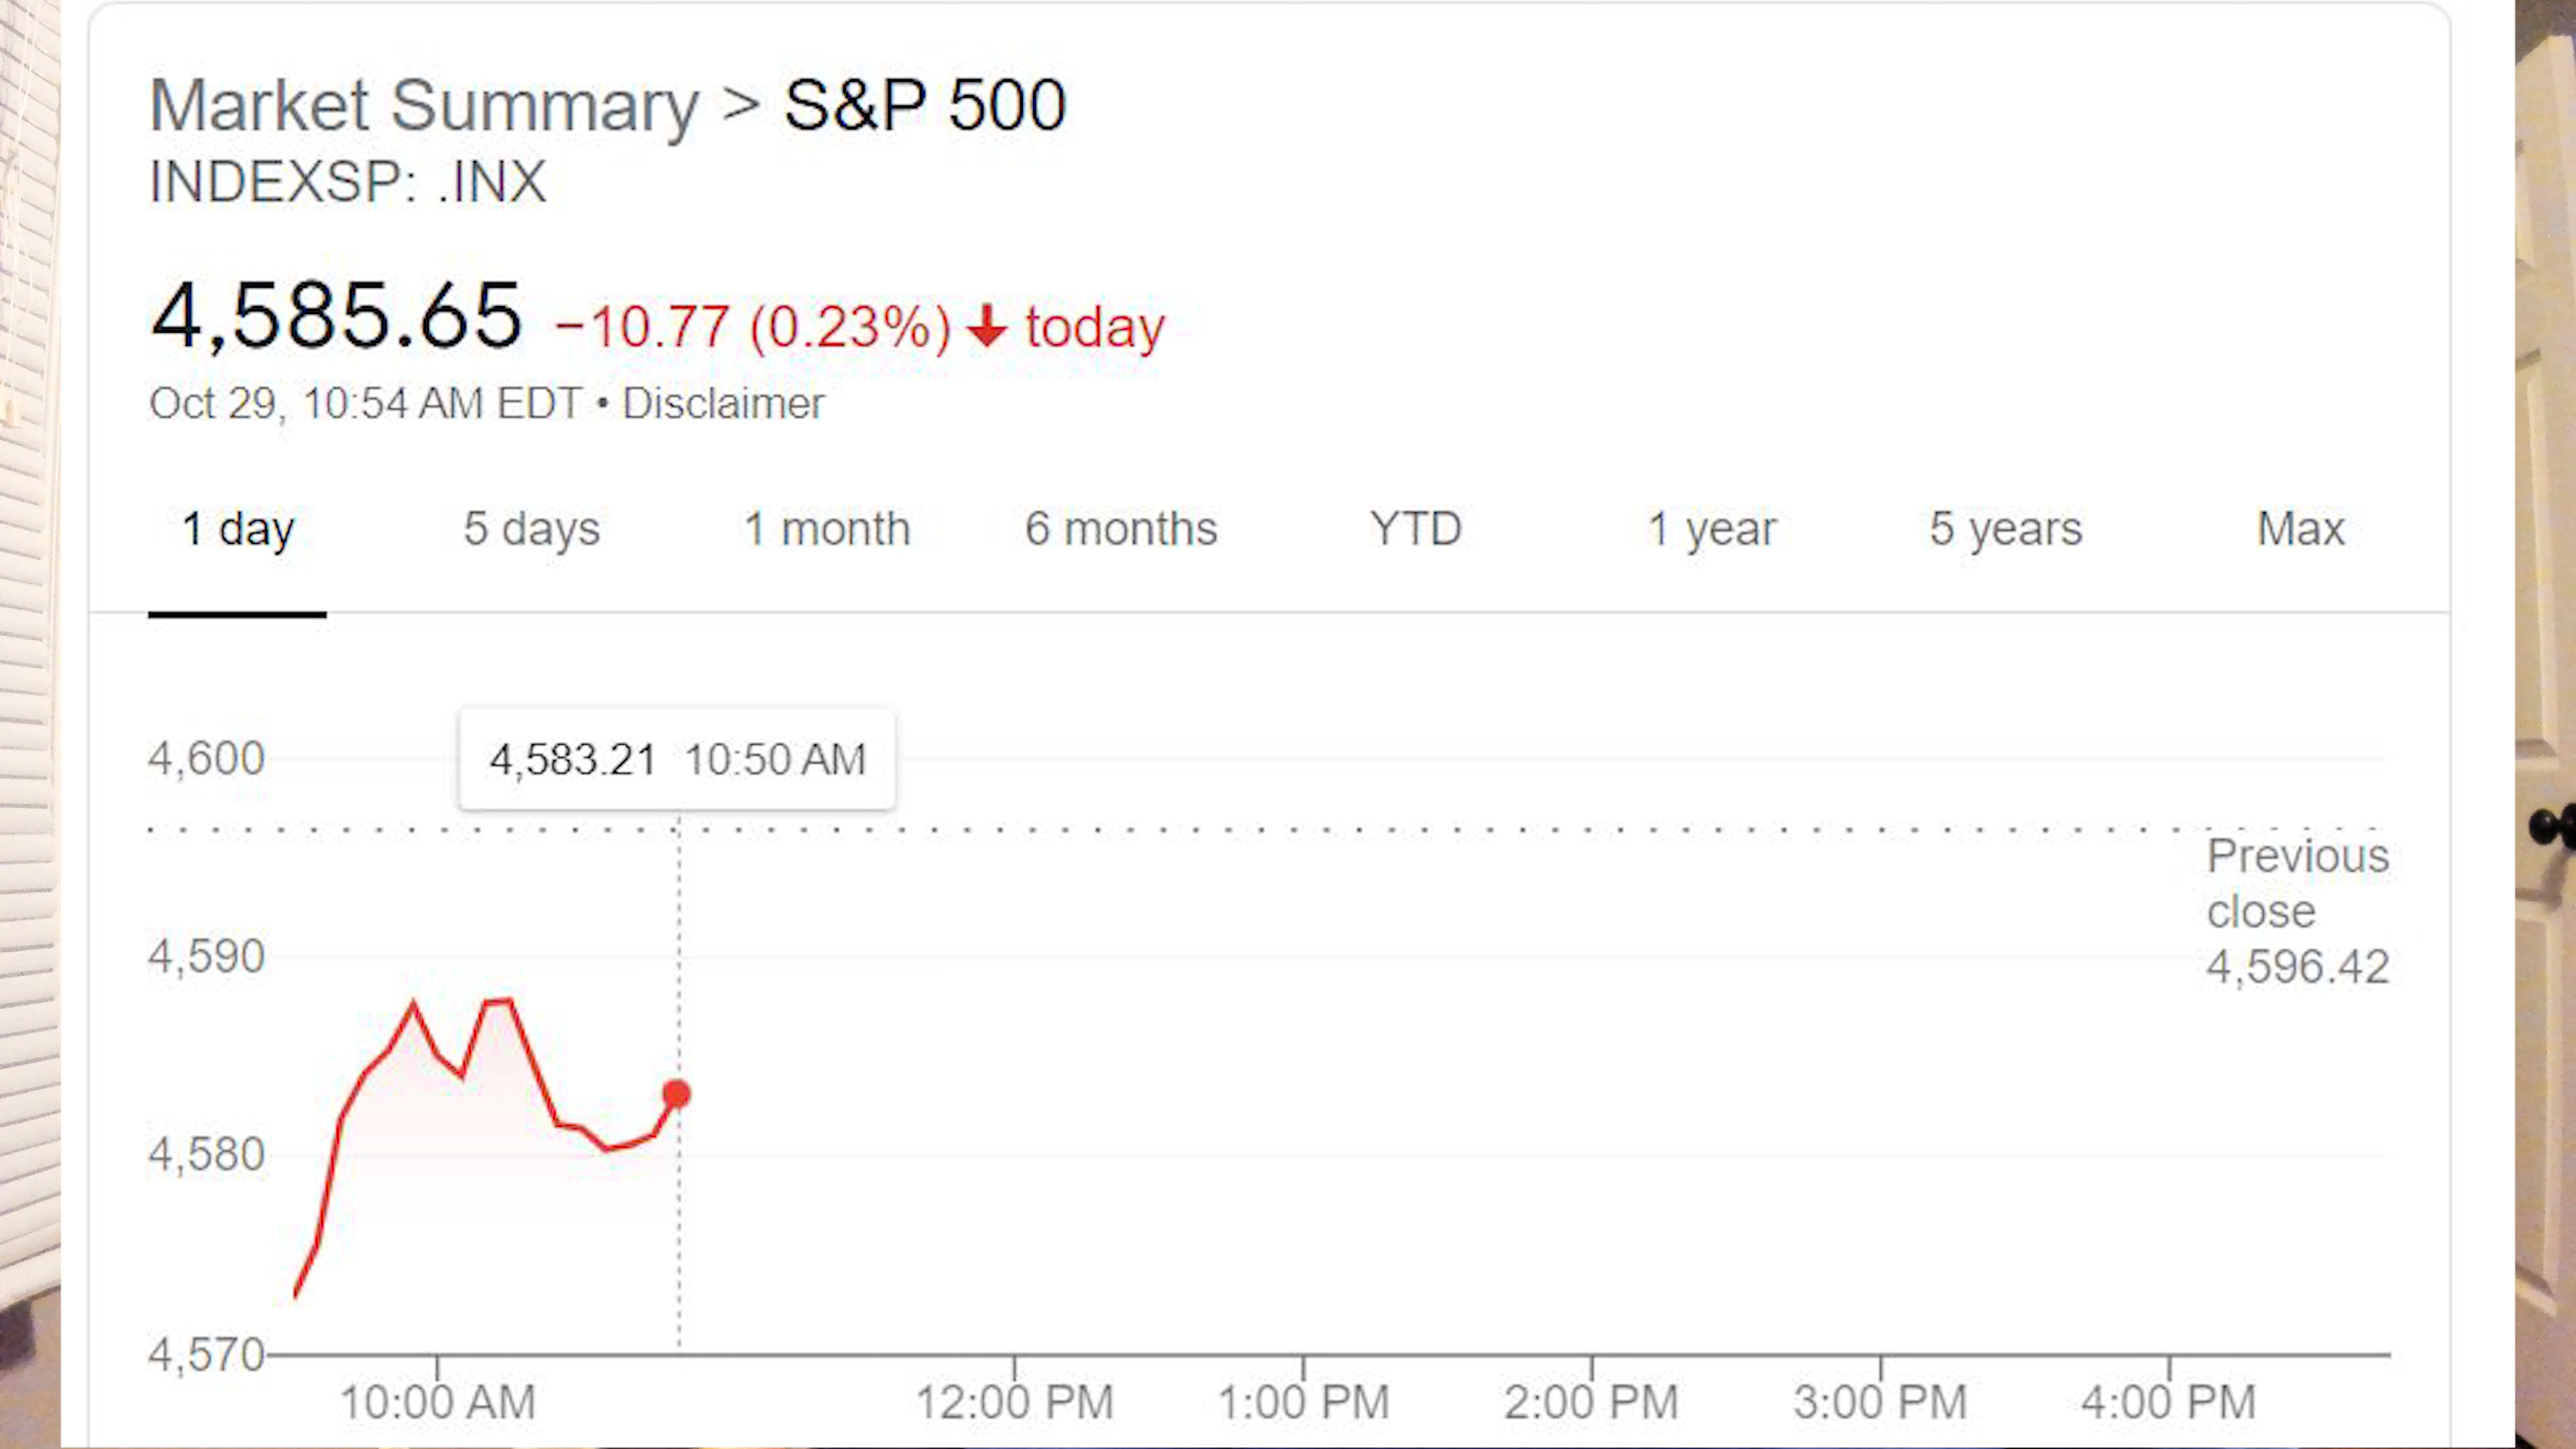 Market Summary > S&P 500
INDEXSP: .INX
4,585.65 −10.77 (0.23%) ↓ today
Oct 29, 10:54 AM EDT • Disclaimer
1 day 5 days 1 month 6 months YTD 1 year 5 years Max
4,600
4,583.21 10:50 AM
Previous
close
4,596.42
4,590
4,580
4,570
10:00 AM 12:00 PM 1:00 PM 2:00 PM 3:00 PM 4:00 PM